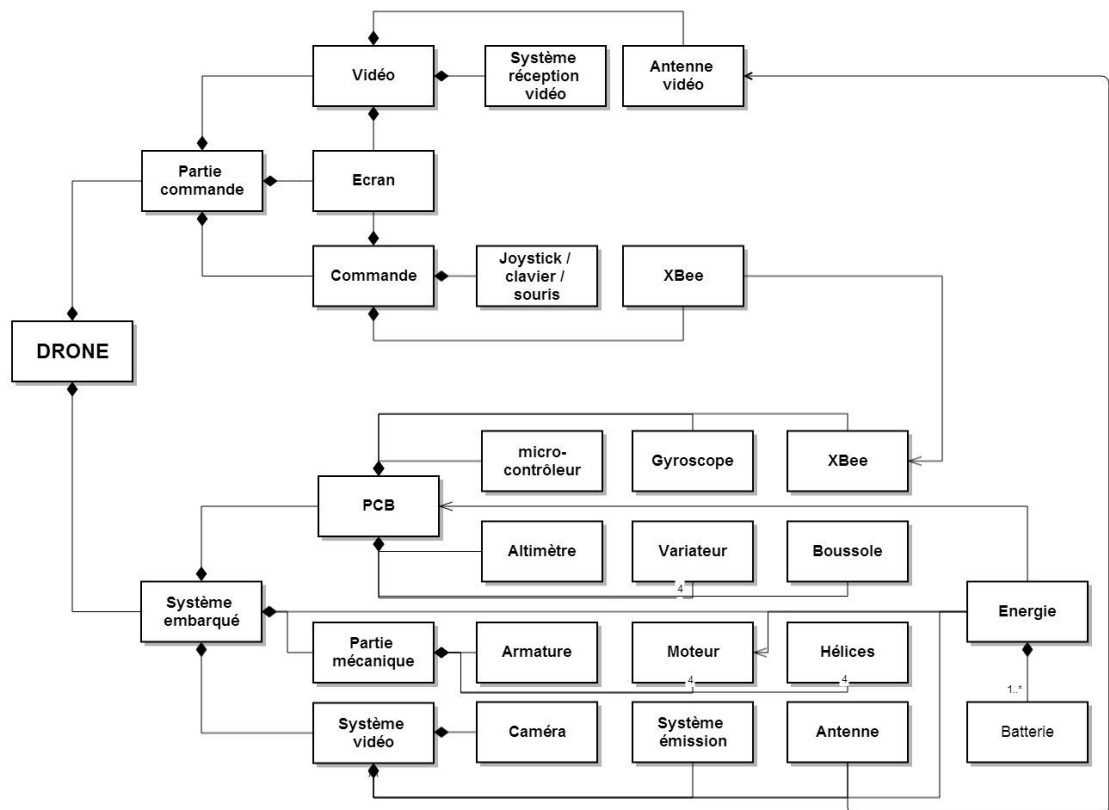 Vidéo
Système
réception
vidéo
Antenne
vidéo
Partie
commande
Ecran
Commande
Joystick /
clavier /
souris
XBee
DRONE
micro-
contrôleur
Gyroscope
XBee
PCB
Altimètre
Variateur
Boussole
4
Système
embarqué
Energie
Partie
mécanique
Armature
Moteur
Hélices
4
4
1..*
Système
vidéo
Caméra
Système
émission
Antenne
Batterie